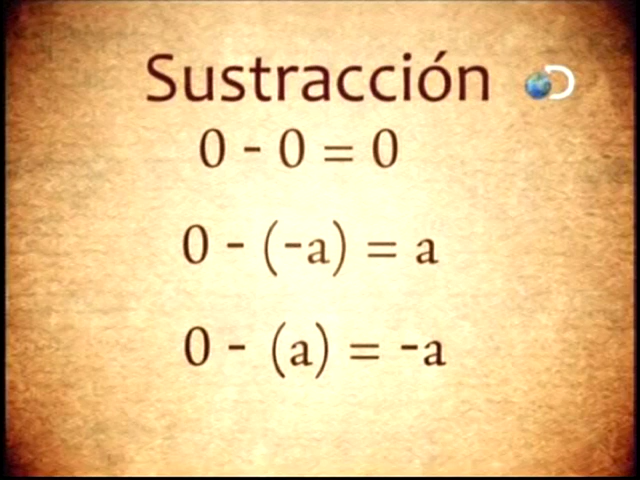 Sustracción
0 - 0 = 0
0 - (-a) = a
0 - (a) = -a